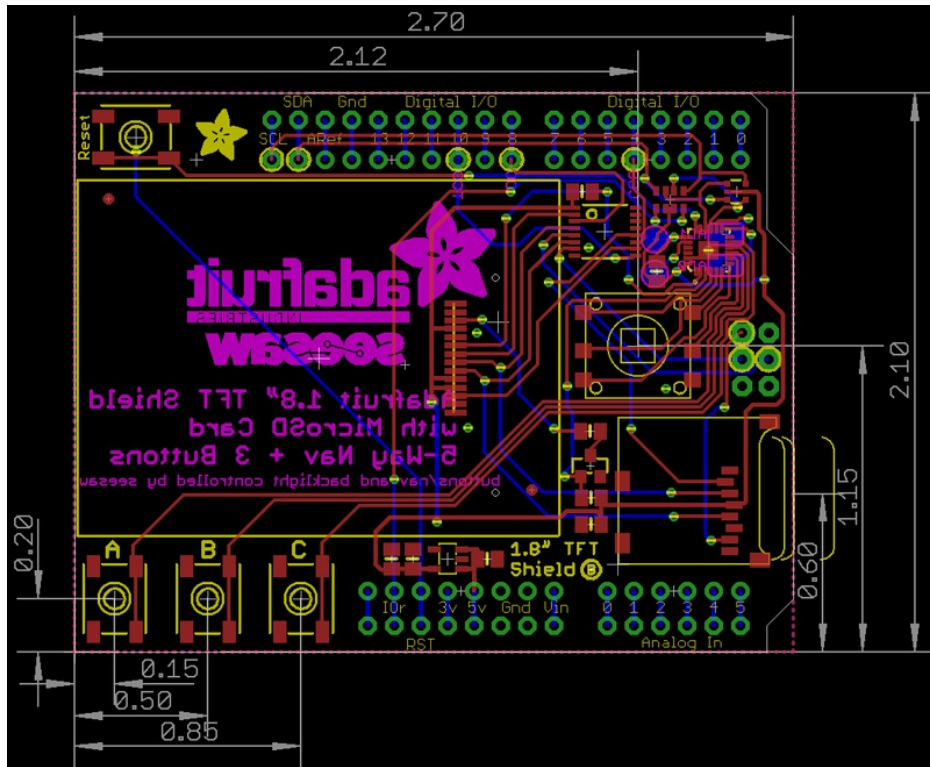 2.70
2.12
SDA Gnd Digital I/O Digital I/O
Reset
SCL ARef 13 12 11 10 9 8 7 6 5 4 3 2 1 0
2.10
adafruit
INDUSTRIES
seesaw
adafruit 1.8" TFT Shield
with MicroSD Card
5-Way Nav + 3 Buttons
buttons/nav and backlight controlled by seesaw
1.15
0.60
0.20
A B C
1.8" TFT
Shield B
IOr 3v 5v Gnd Vin 0 1 2 3 4 5
RST Analog In
0.15
0.50
0.85